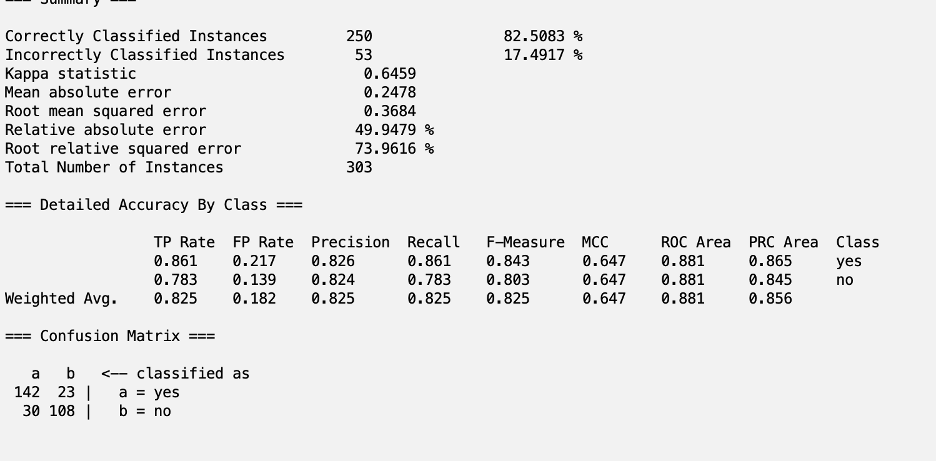 === Summary ===
Correctly Classified Instances 250 82.5083 %
Incorrectly Classified Instances 53 17.4917 %
Kappa statistic 0.6459
Mean absolute error 0.2478
Root mean squared error 0.3684
Relative absolute error 49.9479 %
Root relative squared error 73.9616 %
Total Number of Instances 303
=== Detailed Accuracy By Class ===
TP Rate FP Rate Precision Recall F-Measure MCC ROC Area PRC Area Class
0.861 0.217 0.826 0.861 0.843 0.647 0.881 0.865 yes
0.783 0.139 0.824 0.783 0.803 0.647 0.881 0.845 no
Weighted Avg. 0.825 0.182 0.825 0.825 0.825 0.647 0.881 0.856
=== Confusion Matrix ===
a b <-- classified as
142 23 | a = yes
30 108 | b = no